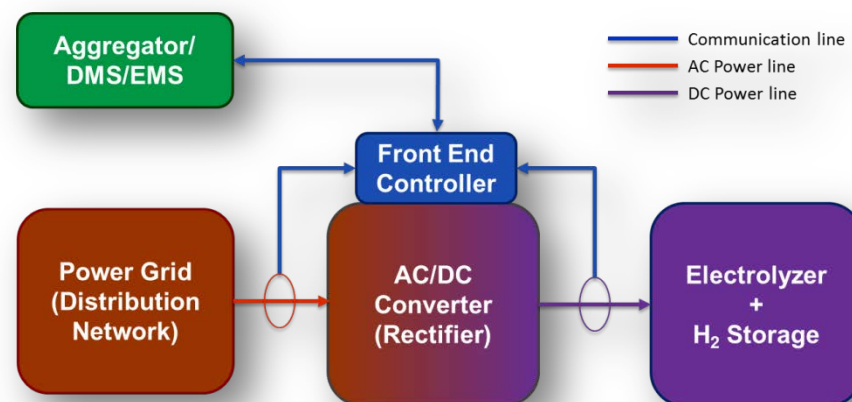 Aggregator/
DMS/EMS
Communication line
AC Power line
DC Power line
Front End
Controller
Power Grid
(Distribution
Network)
AC/DC
Converter
(Rectifier)
Electrolyzer
+
H₂ Storage